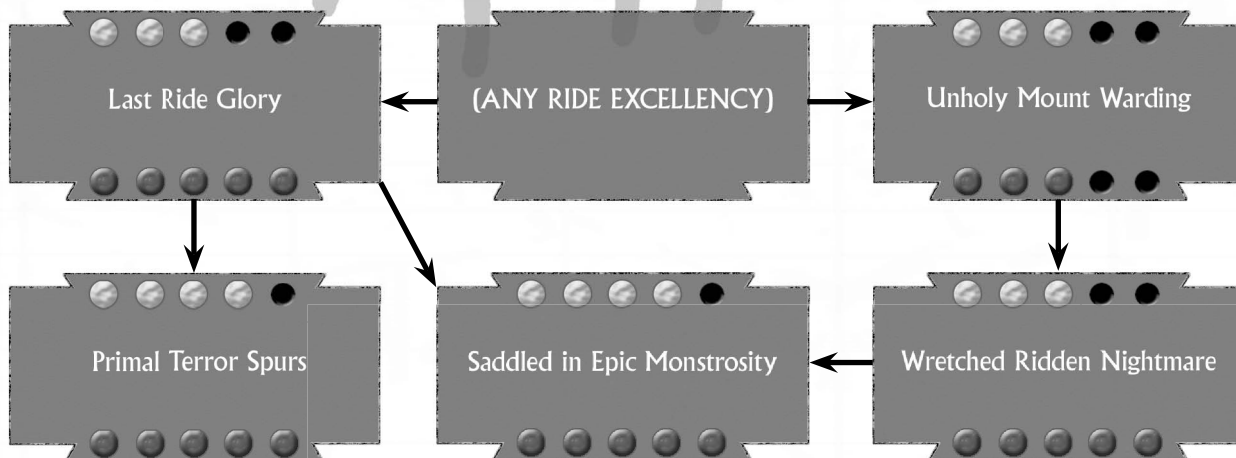 Last Ride Glory
(ANY RIDE EXCELLENCY)
Unholy Mount Warding
Primal Terror Spurs
Saddled in Epic Monstrosity
Wretched Ridden Nightmare